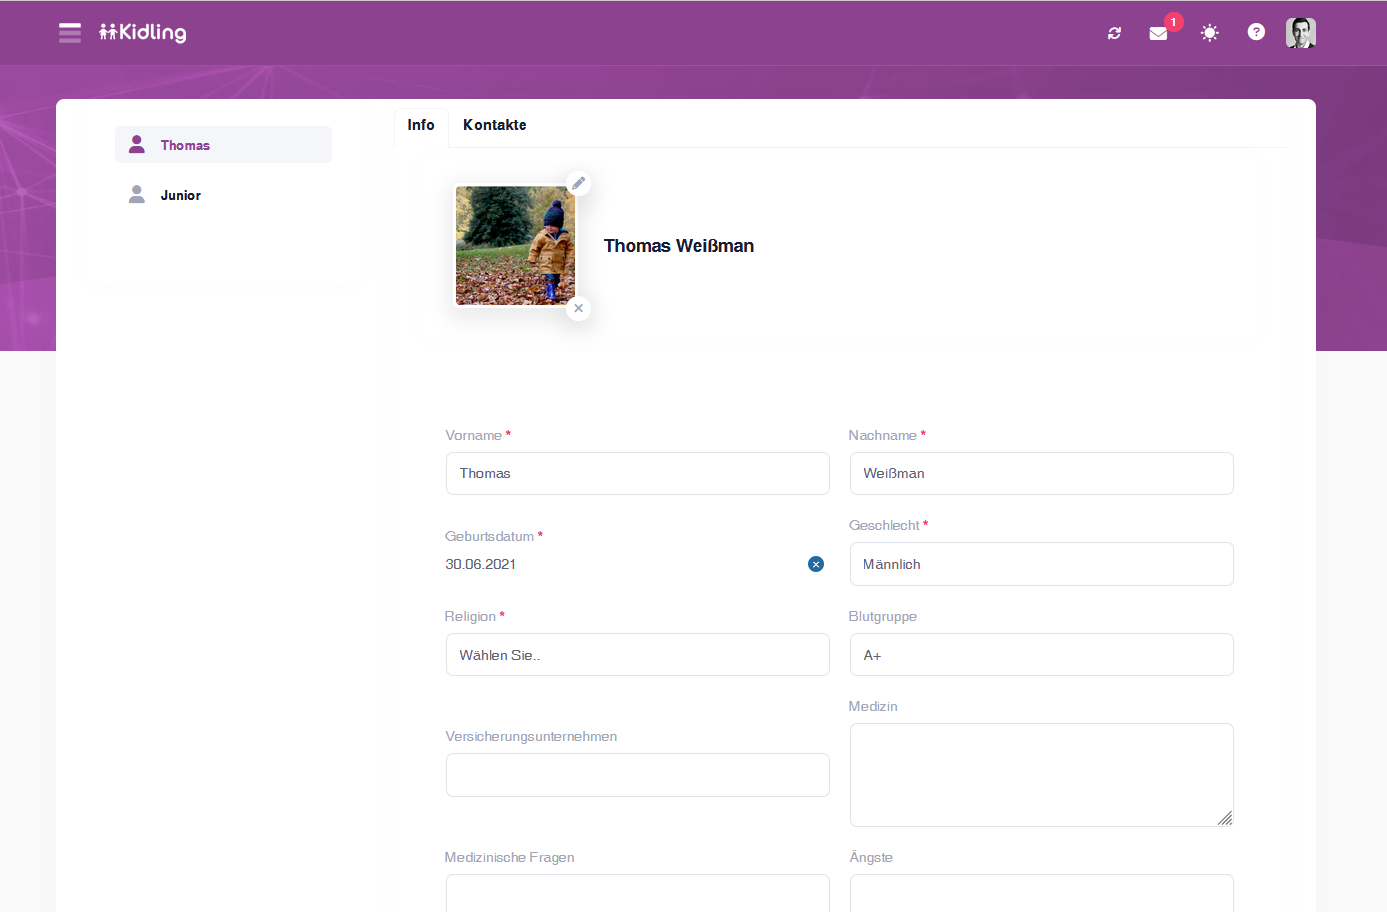 Kidling
1
?
Thomas
Junior
Info
Kontakte
Thomas Weißman
Vorname *
Thomas
Nachname *
Weißman
Geburtsdatum *
30.06.2021
Geschlecht *
Männlich
Religion *
Wählen Sie..
Blutgruppe
A+
Versicherungsunternehmen
Medizin
Medizinische Fragen
Ängste